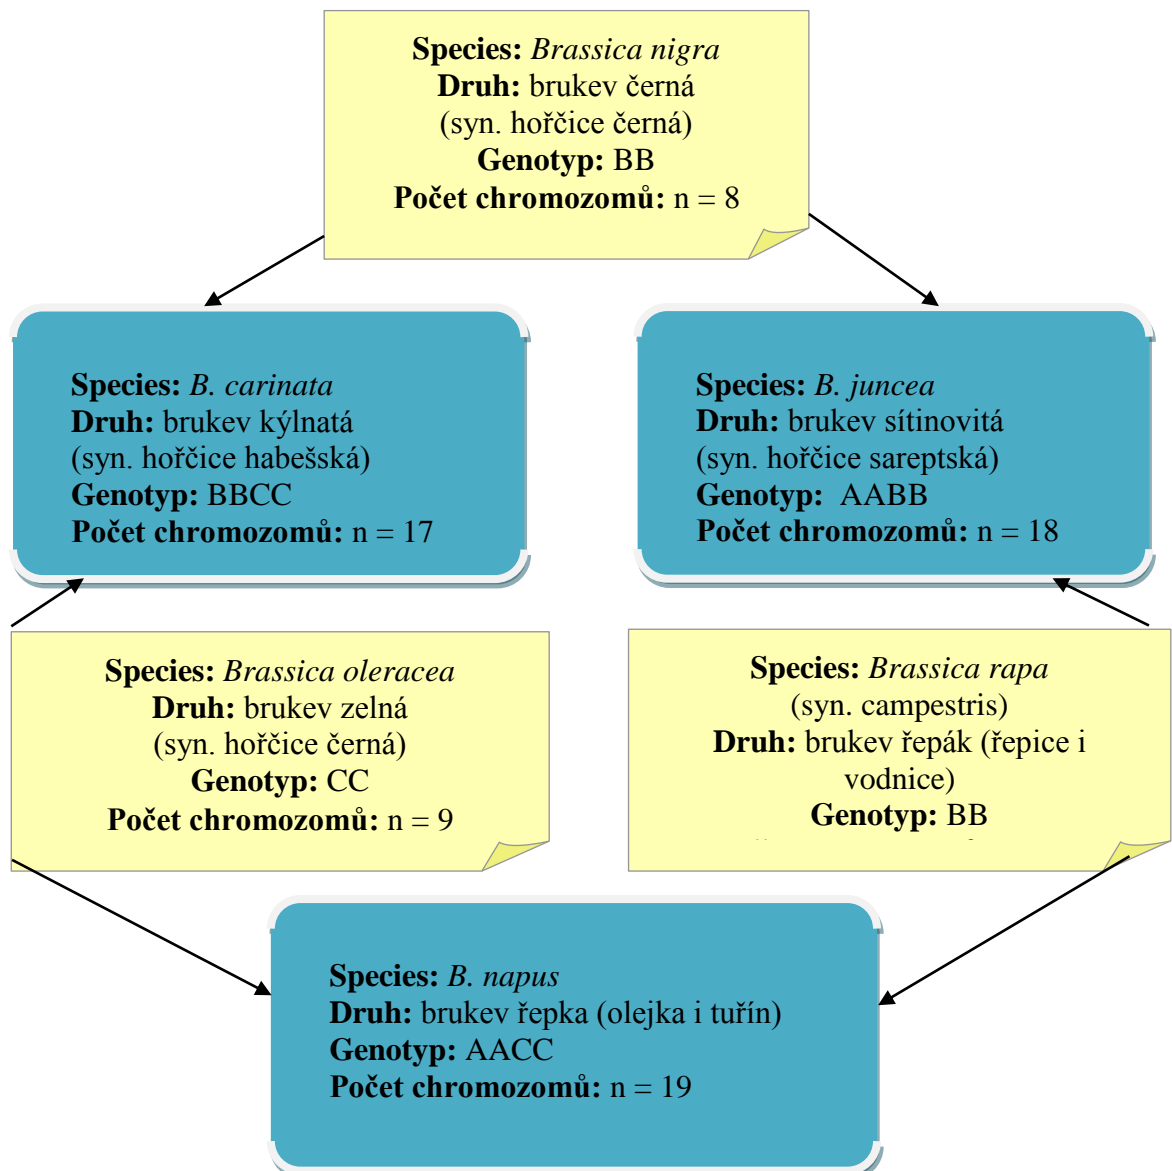 Species: Brassica nigra
Druh: brukev černá
(syn. hořčice černá)
Genotyp: BB
Počet chromozomů: n = 8
Species: B. carinata
Druh: brukev kýlnatá
(syn. hořčice habešská)
Genotyp: BBCC
Počet chromozomů: n = 17
Species: B. juncea
Druh: brukev sítinovitá
(syn. hořčice sareptská)
Genotyp: AABB
Počet chromozomů: n = 18
Species: Brassica oleracea
Druh: brukev zelná
(syn. hořčice černá)
Genotyp: CC
Počet chromozomů: n = 9
Species: Brassica rapa
(syn. campestris)
Druh: brukev řepák (řepice i
vodnice)
Genotyp: BB
Species: B. napus
Druh: brukev řepka (olejka i tuřín)
Genotyp: AACC
Počet chromozomů: n = 19